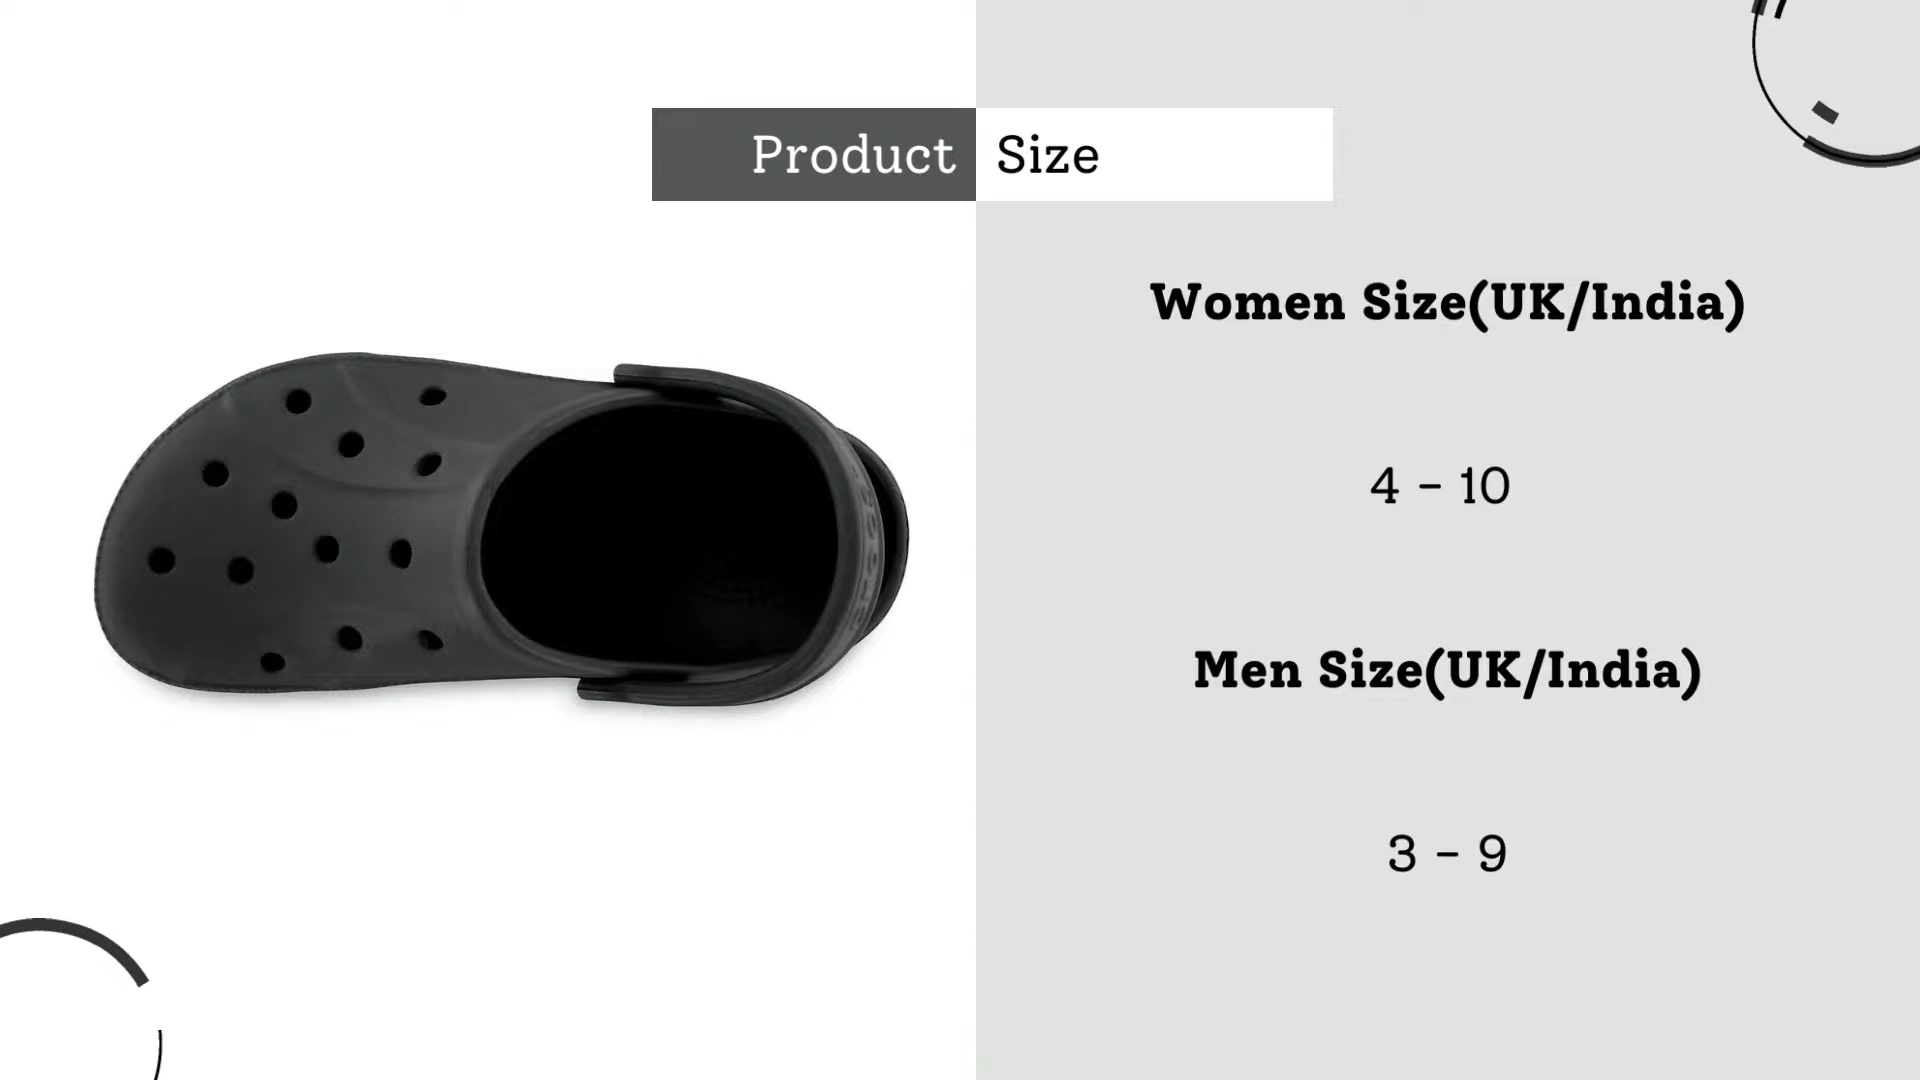 Product Size
Women Size(UK/India)
4 - 10
Men Size(UK/India)
3 - 9